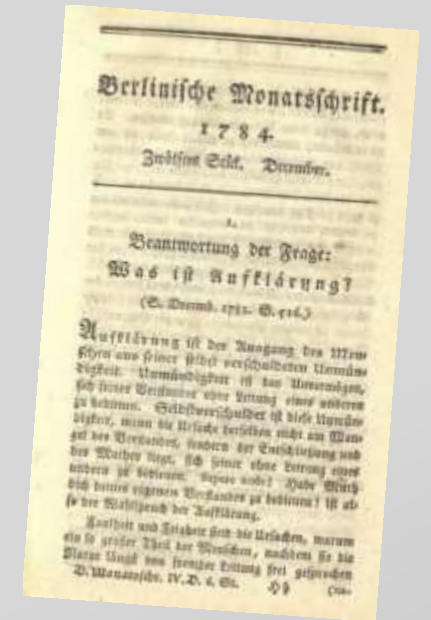 Berlinische Monatsschrift.
1784.
Zwölftes Stük. December.
1.
Beantwortung der Frage:
Was ist Aufklärung?
(S. Decemb. 1783. S. 516.)
Aufklärung ist der Ausgang des Men-
schen aus seiner selbst verschuldeten Unmün-
digkeit. Unmündigkeit ist das Unvermögen,
sich seines Verstandes ohne Leitung eines anderen
zu bedienen. Selbstverschuldet ist diese Unmün-
digkeit, wenn die Ursache derselben nicht am Man-
gel des Verstandes, sondern der Entschließung und
des Muthes liegt, sich seiner ohne Leitung eines
andern zu bedienen. Sapere aude! Habe Muth
dich deines eigenen Verstandes zu bedienen! ist al-
so der Wahlspruch der Aufklärung.
Faulheit und Feigheit sind die Ursachen, warum
ein so großer Theil der Menschen, nachdem sie die
Natur längst von fremder Leitung frei gesprochen
B. Monatsschr. IV. B. 6. St. Hh (na-